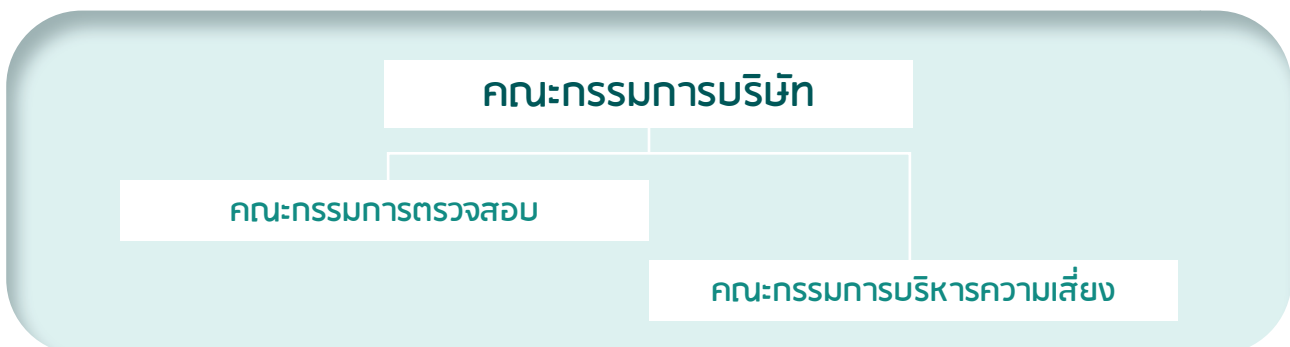 คณะกรรมการบริษัท
คณะกรรมการตรวจสอบ
คณะกรรมการบริหารความเสี่ยง